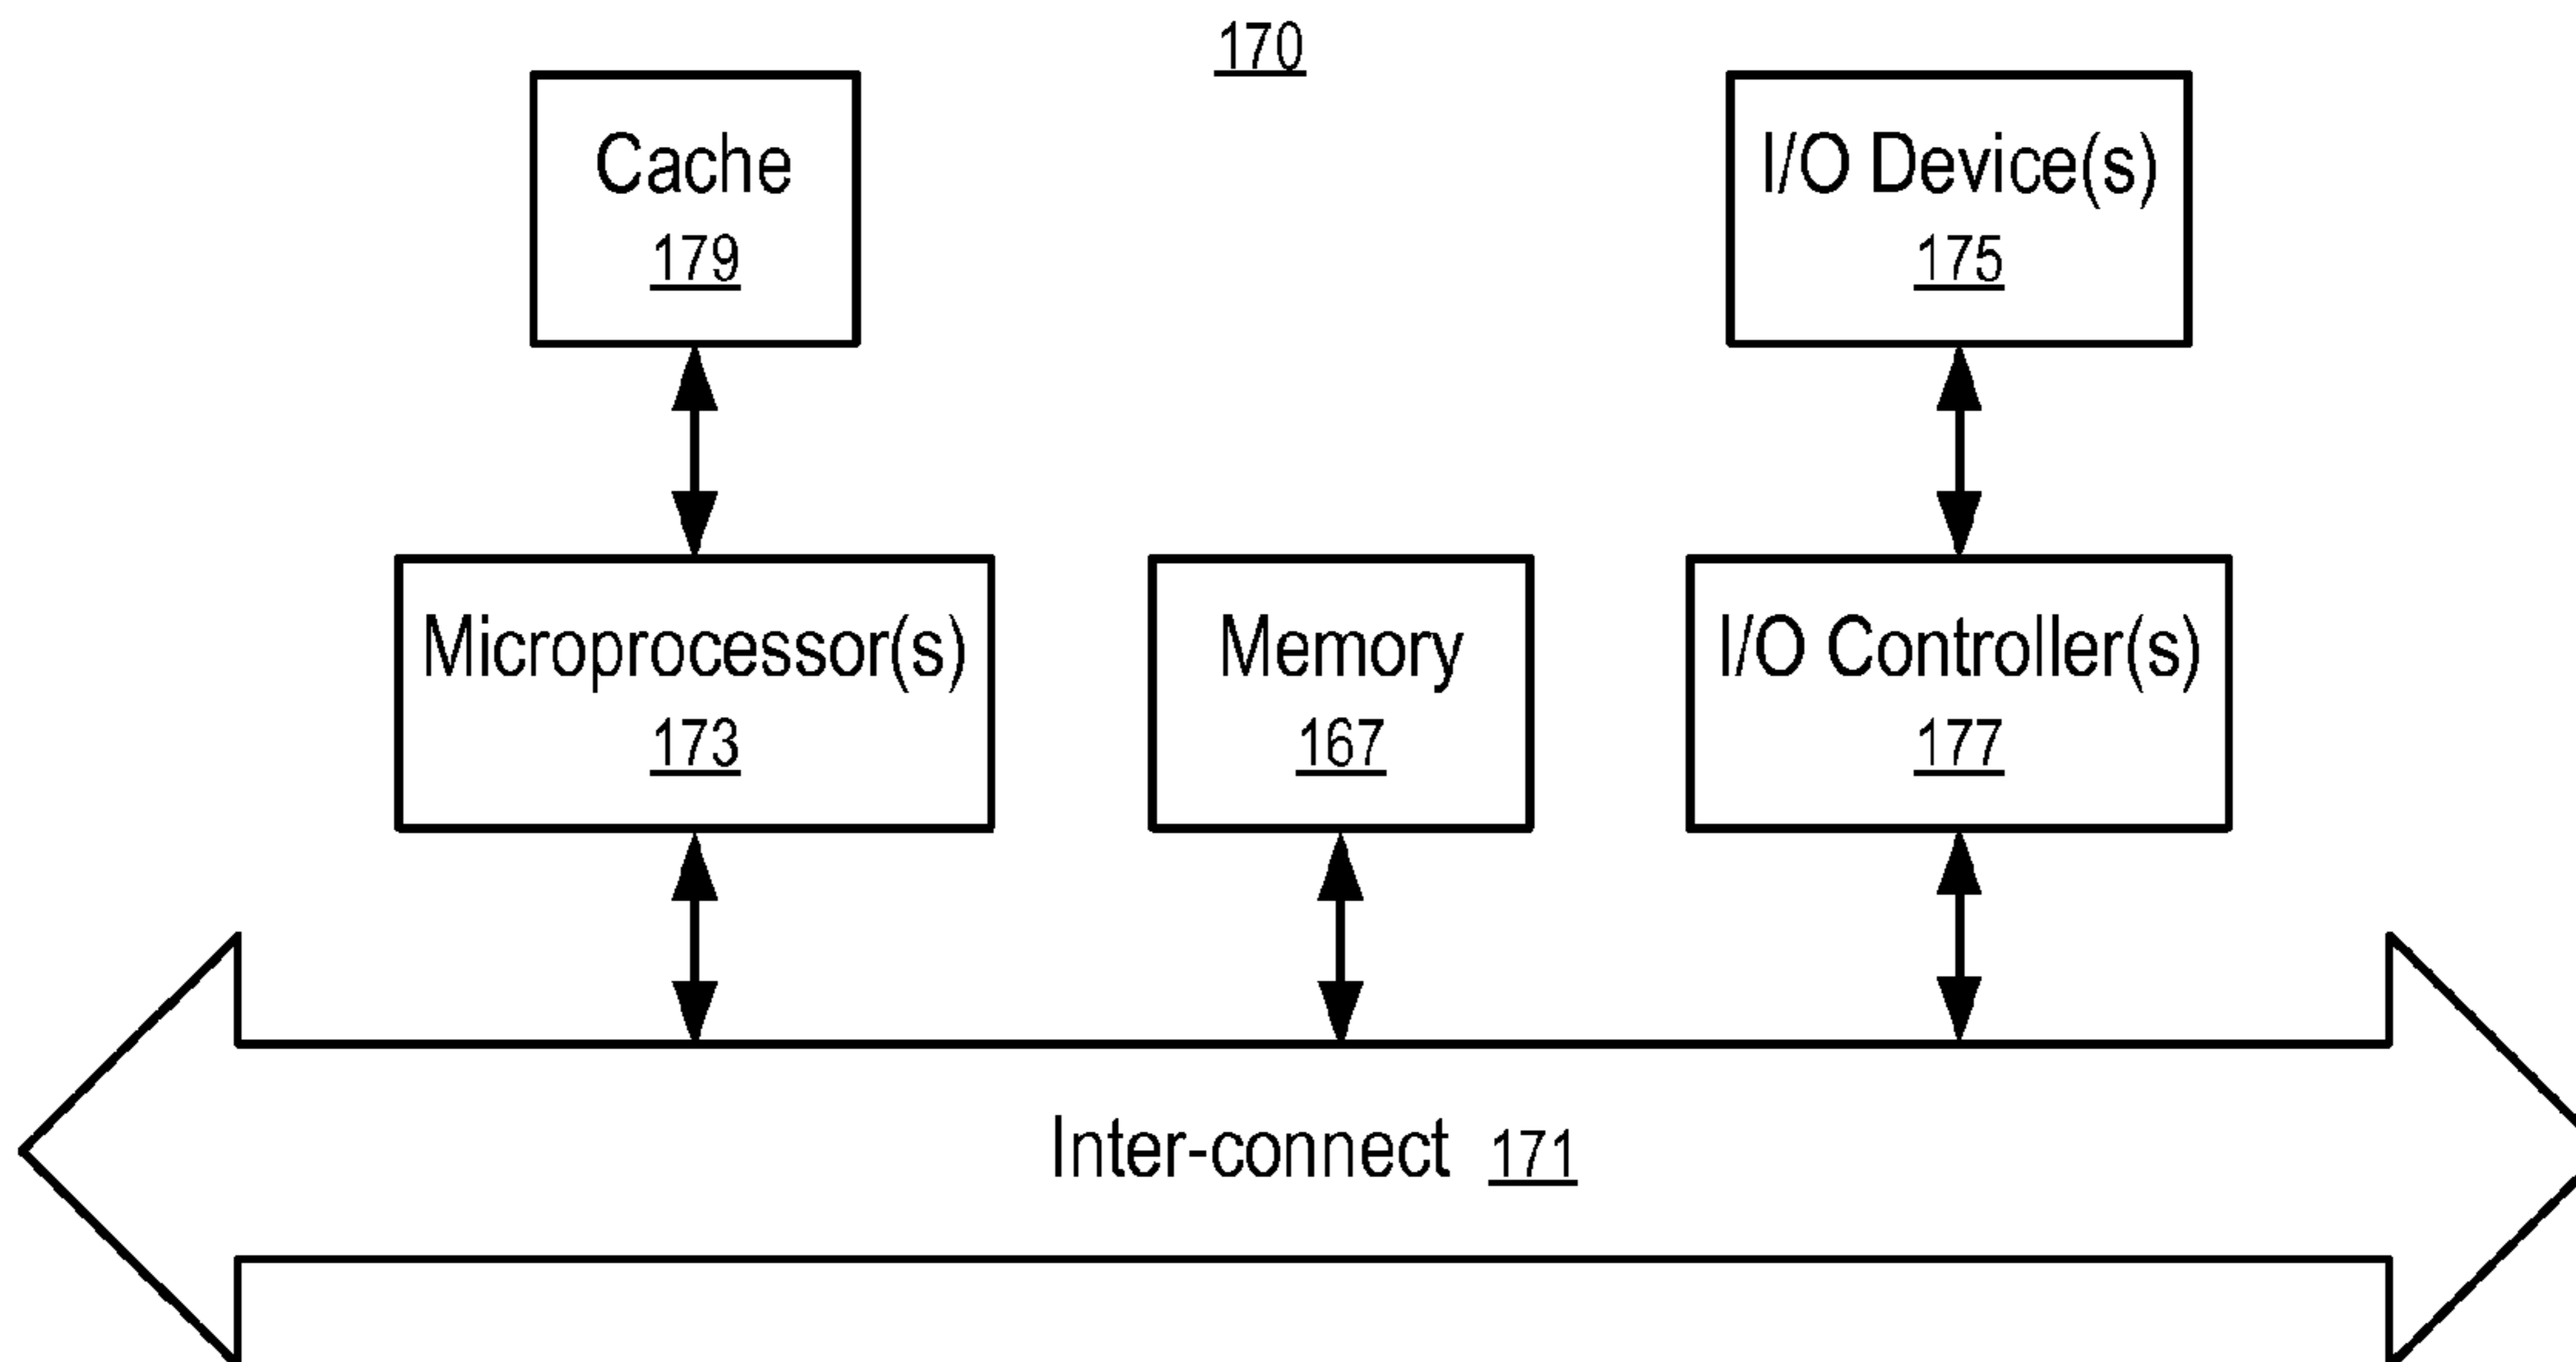 170
Cache
179
I/O Device(s)
175
Microprocessor(s)
173
Memory
167
I/O Controller(s)
177
Inter-connect 171